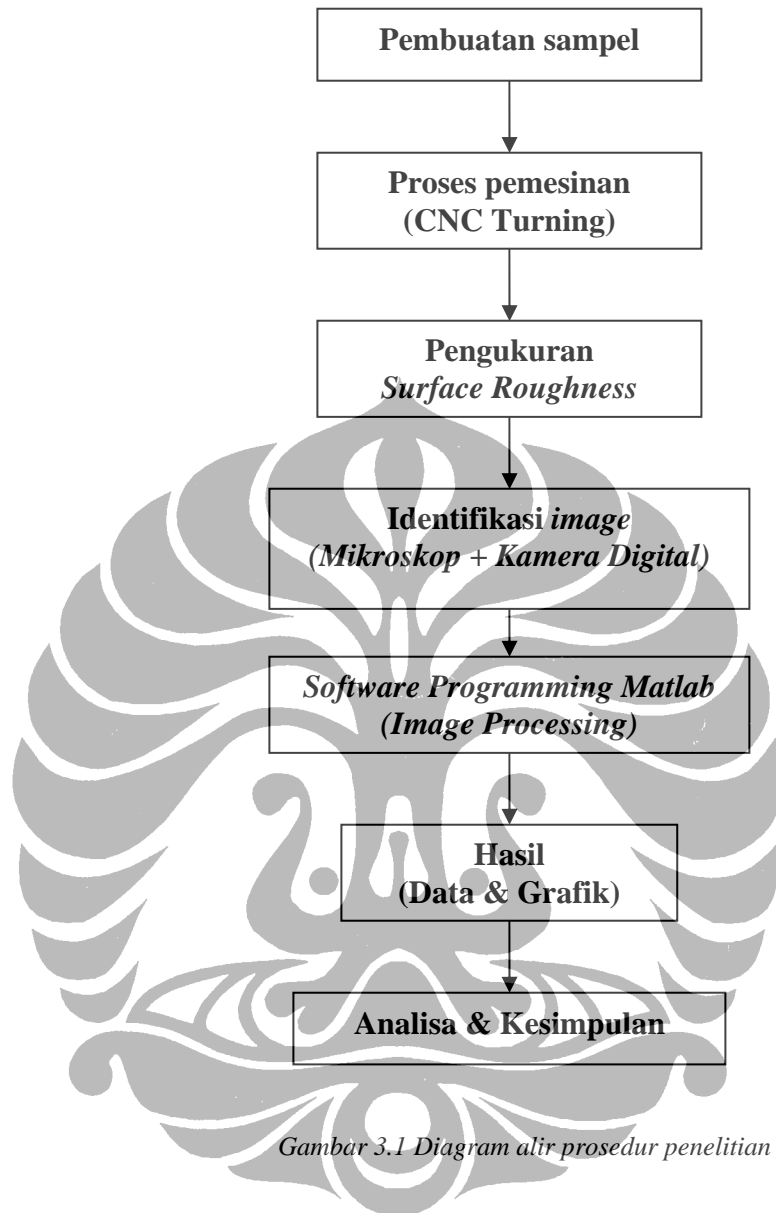 Pembuatan sampel
Proses pemesinan
(CNC Turning)
Pengukuran
Surface Roughness
Identifikasi image
(Mikroskop + Kamera Digital)
Software Programming Matlab
(Image Processing)
Hasil
(Data & Grafik)
Analisa & Kesimpulan
Gambar 3.1 Diagram alir prosedur penelitian